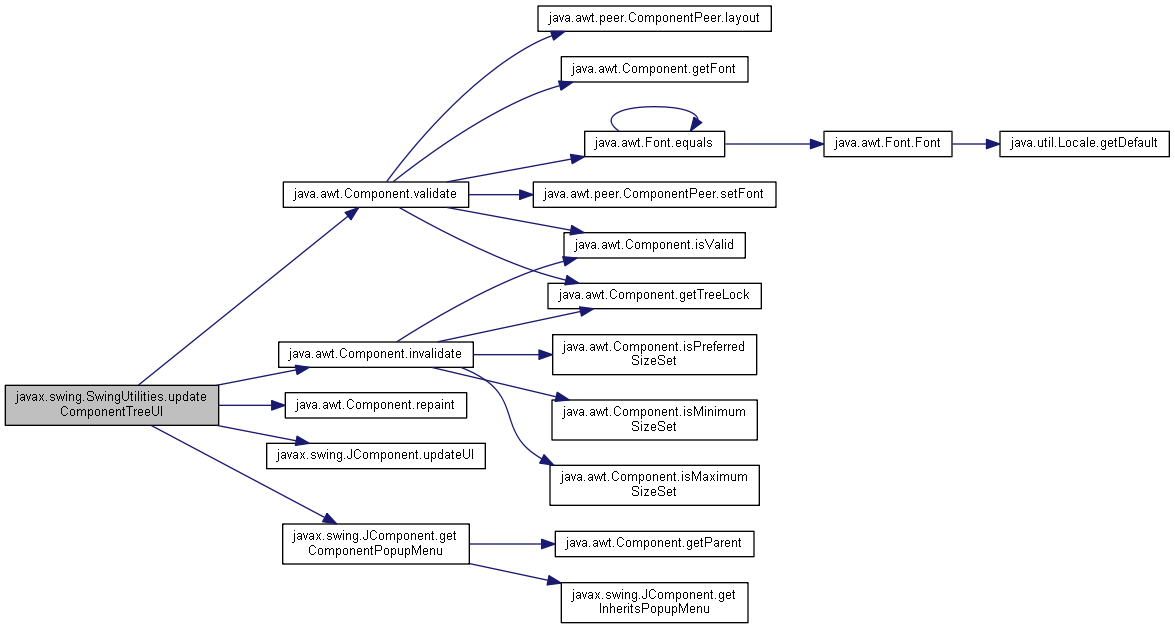 java.awt.peer.ComponentPeer.layout
java.awt.Component.getFont
java.awt.Font.equals
java.awt.Font.Font
java.util.Locale.getDefault
java.awt.Component.validate
java.awt.peer.ComponentPeer.setFont
java.awt.Component.isValid
java.awt.Component.getTreeLock
java.awt.Component.invalidate
java.awt.Component.isPreferred
SizeSet
javax.swing.SwingUtilities.update
ComponentTreeUI
java.awt.Component.repaint
java.awt.Component.isMinimum
SizeSet
javax.swing.JComponent.updateUI
java.awt.Component.isMaximum
SizeSet
javax.swing.JComponent.get
ComponentPopupMenu
java.awt.Component.getParent
javax.swing.JComponent.get
InheritsPopupMenu